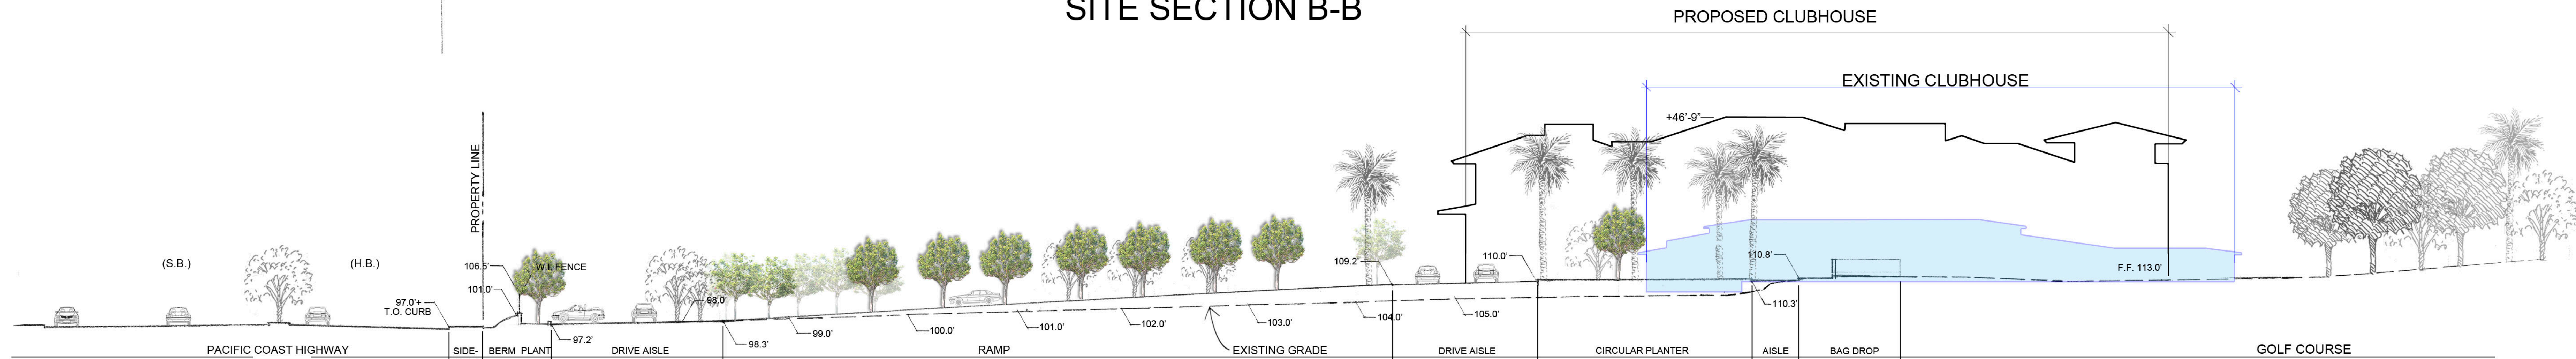 SITE SECTION B-B
PROPOSED CLUBHOUSE
EXISTING CLUBHOUSE
+46'-9"
PROPERTY LINE
(S.B.)
(H.B.)
106.5'
W.I. FENCE
101.0'
97.0'+
T.O. CURB
98.0'
97.2'
98.3'
99.0'
100.0'
101.0'
102.0'
103.0'
104.0'
105.0'
109.2'
110.0'
110.8'
110.3'
F.F. 113.0'
PACIFIC COAST HIGHWAY
SIDE-
BERM
PLANT
DRIVE AISLE
RAMP
EXISTING GRADE
DRIVE AISLE
CIRCULAR PLANTER
AISLE
BAG DROP
GOLF COURSE